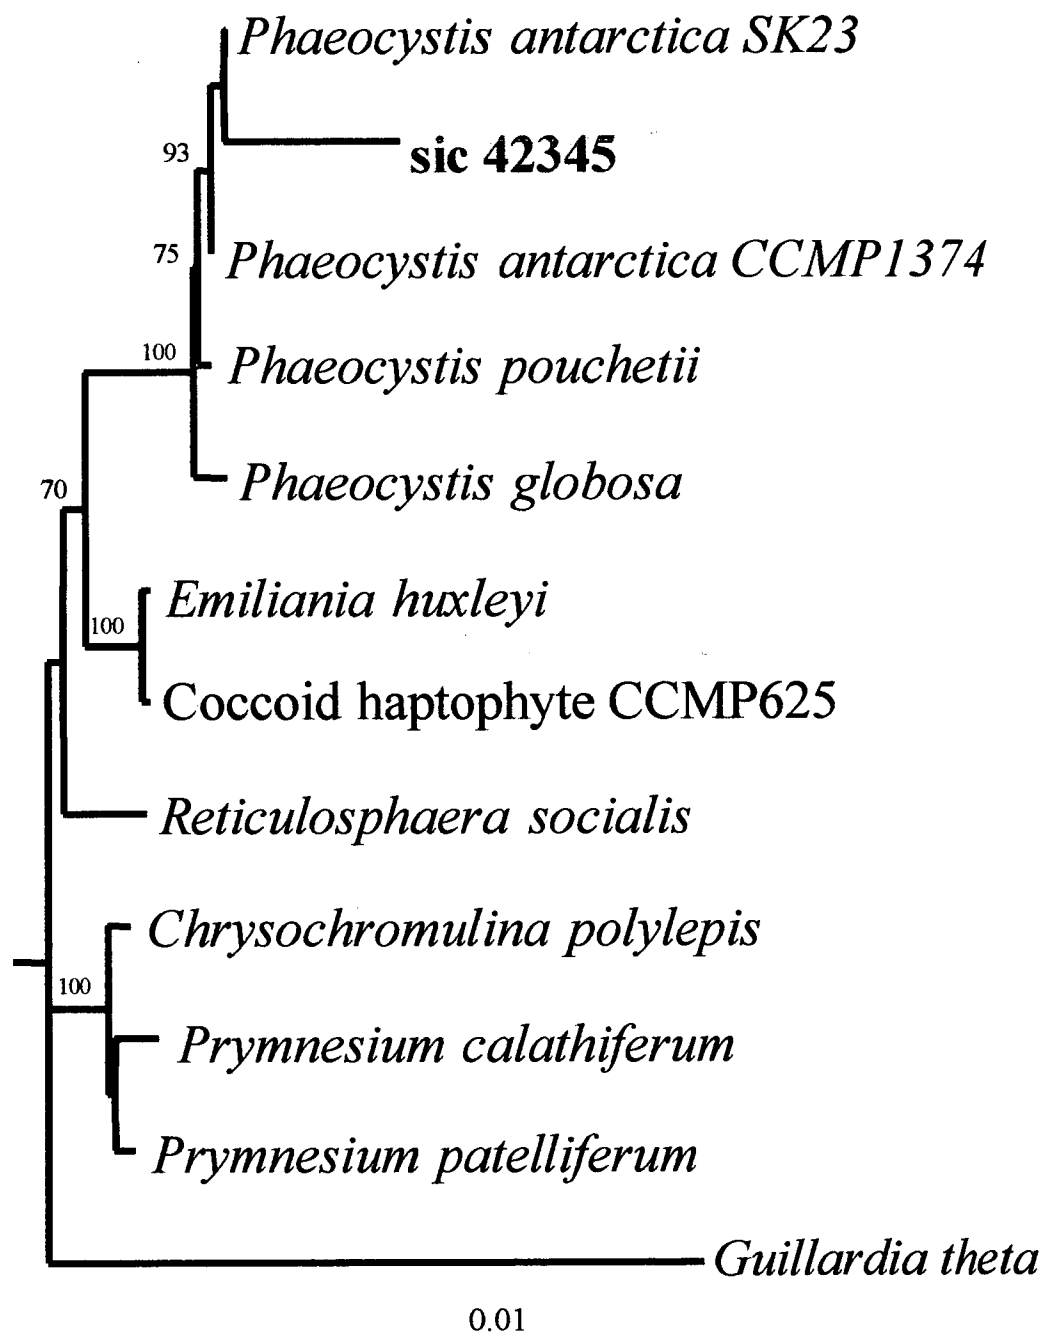 Phaeocystis antarctica SK23
93
sic 42345
75
Phaeocystis antarctica CCMP1374
100
Phaeocystis pouchetii
70
Phaeocystis globosa
Emiliania huxleyi
100
Coccoid haptophyte CCMP625
Reticulosphaera socialis
Chrysochromulina polylepis
100
Prymnesium calathiferum
Prymnesium patelliferum
Guillardia theta
0.01